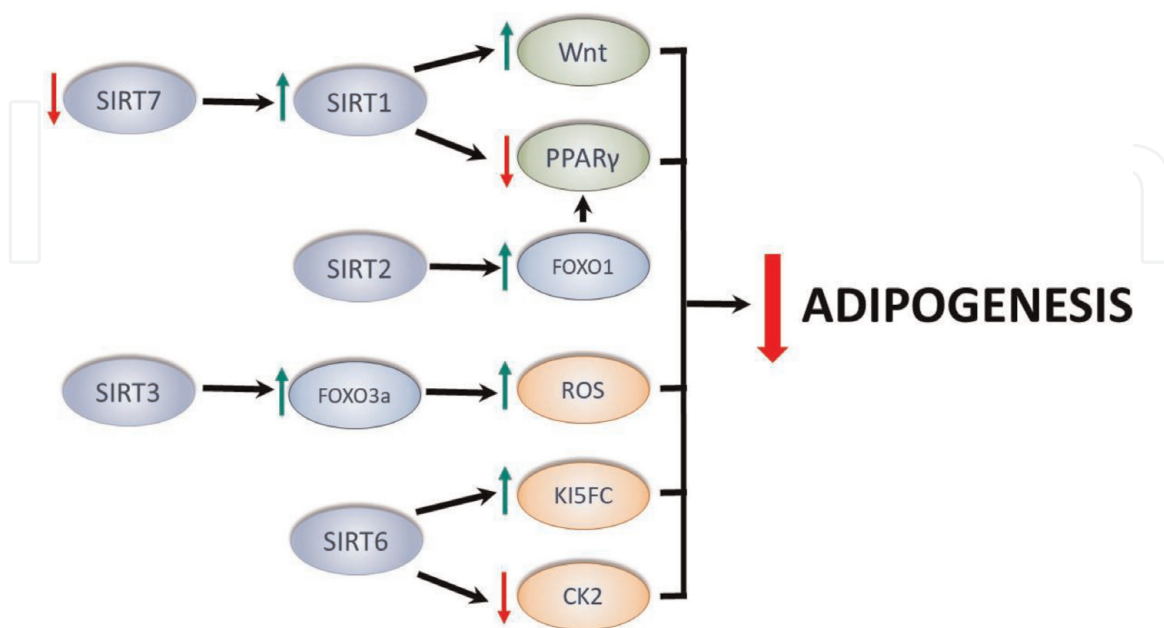 Wnt
SIRT7
SIRT1
PPARγ
SIRT2
FOXO1
ADIPOGENESIS
SIRT3
FOXO3a
ROS
KI5FC
SIRT6
CK2